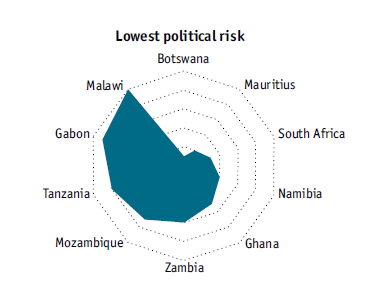 Lowest political risk
Botswana
Malawi
Mauritius
Gabon
South Africa
Tanzania
Namibia
Mozambique
Ghana
Zambia